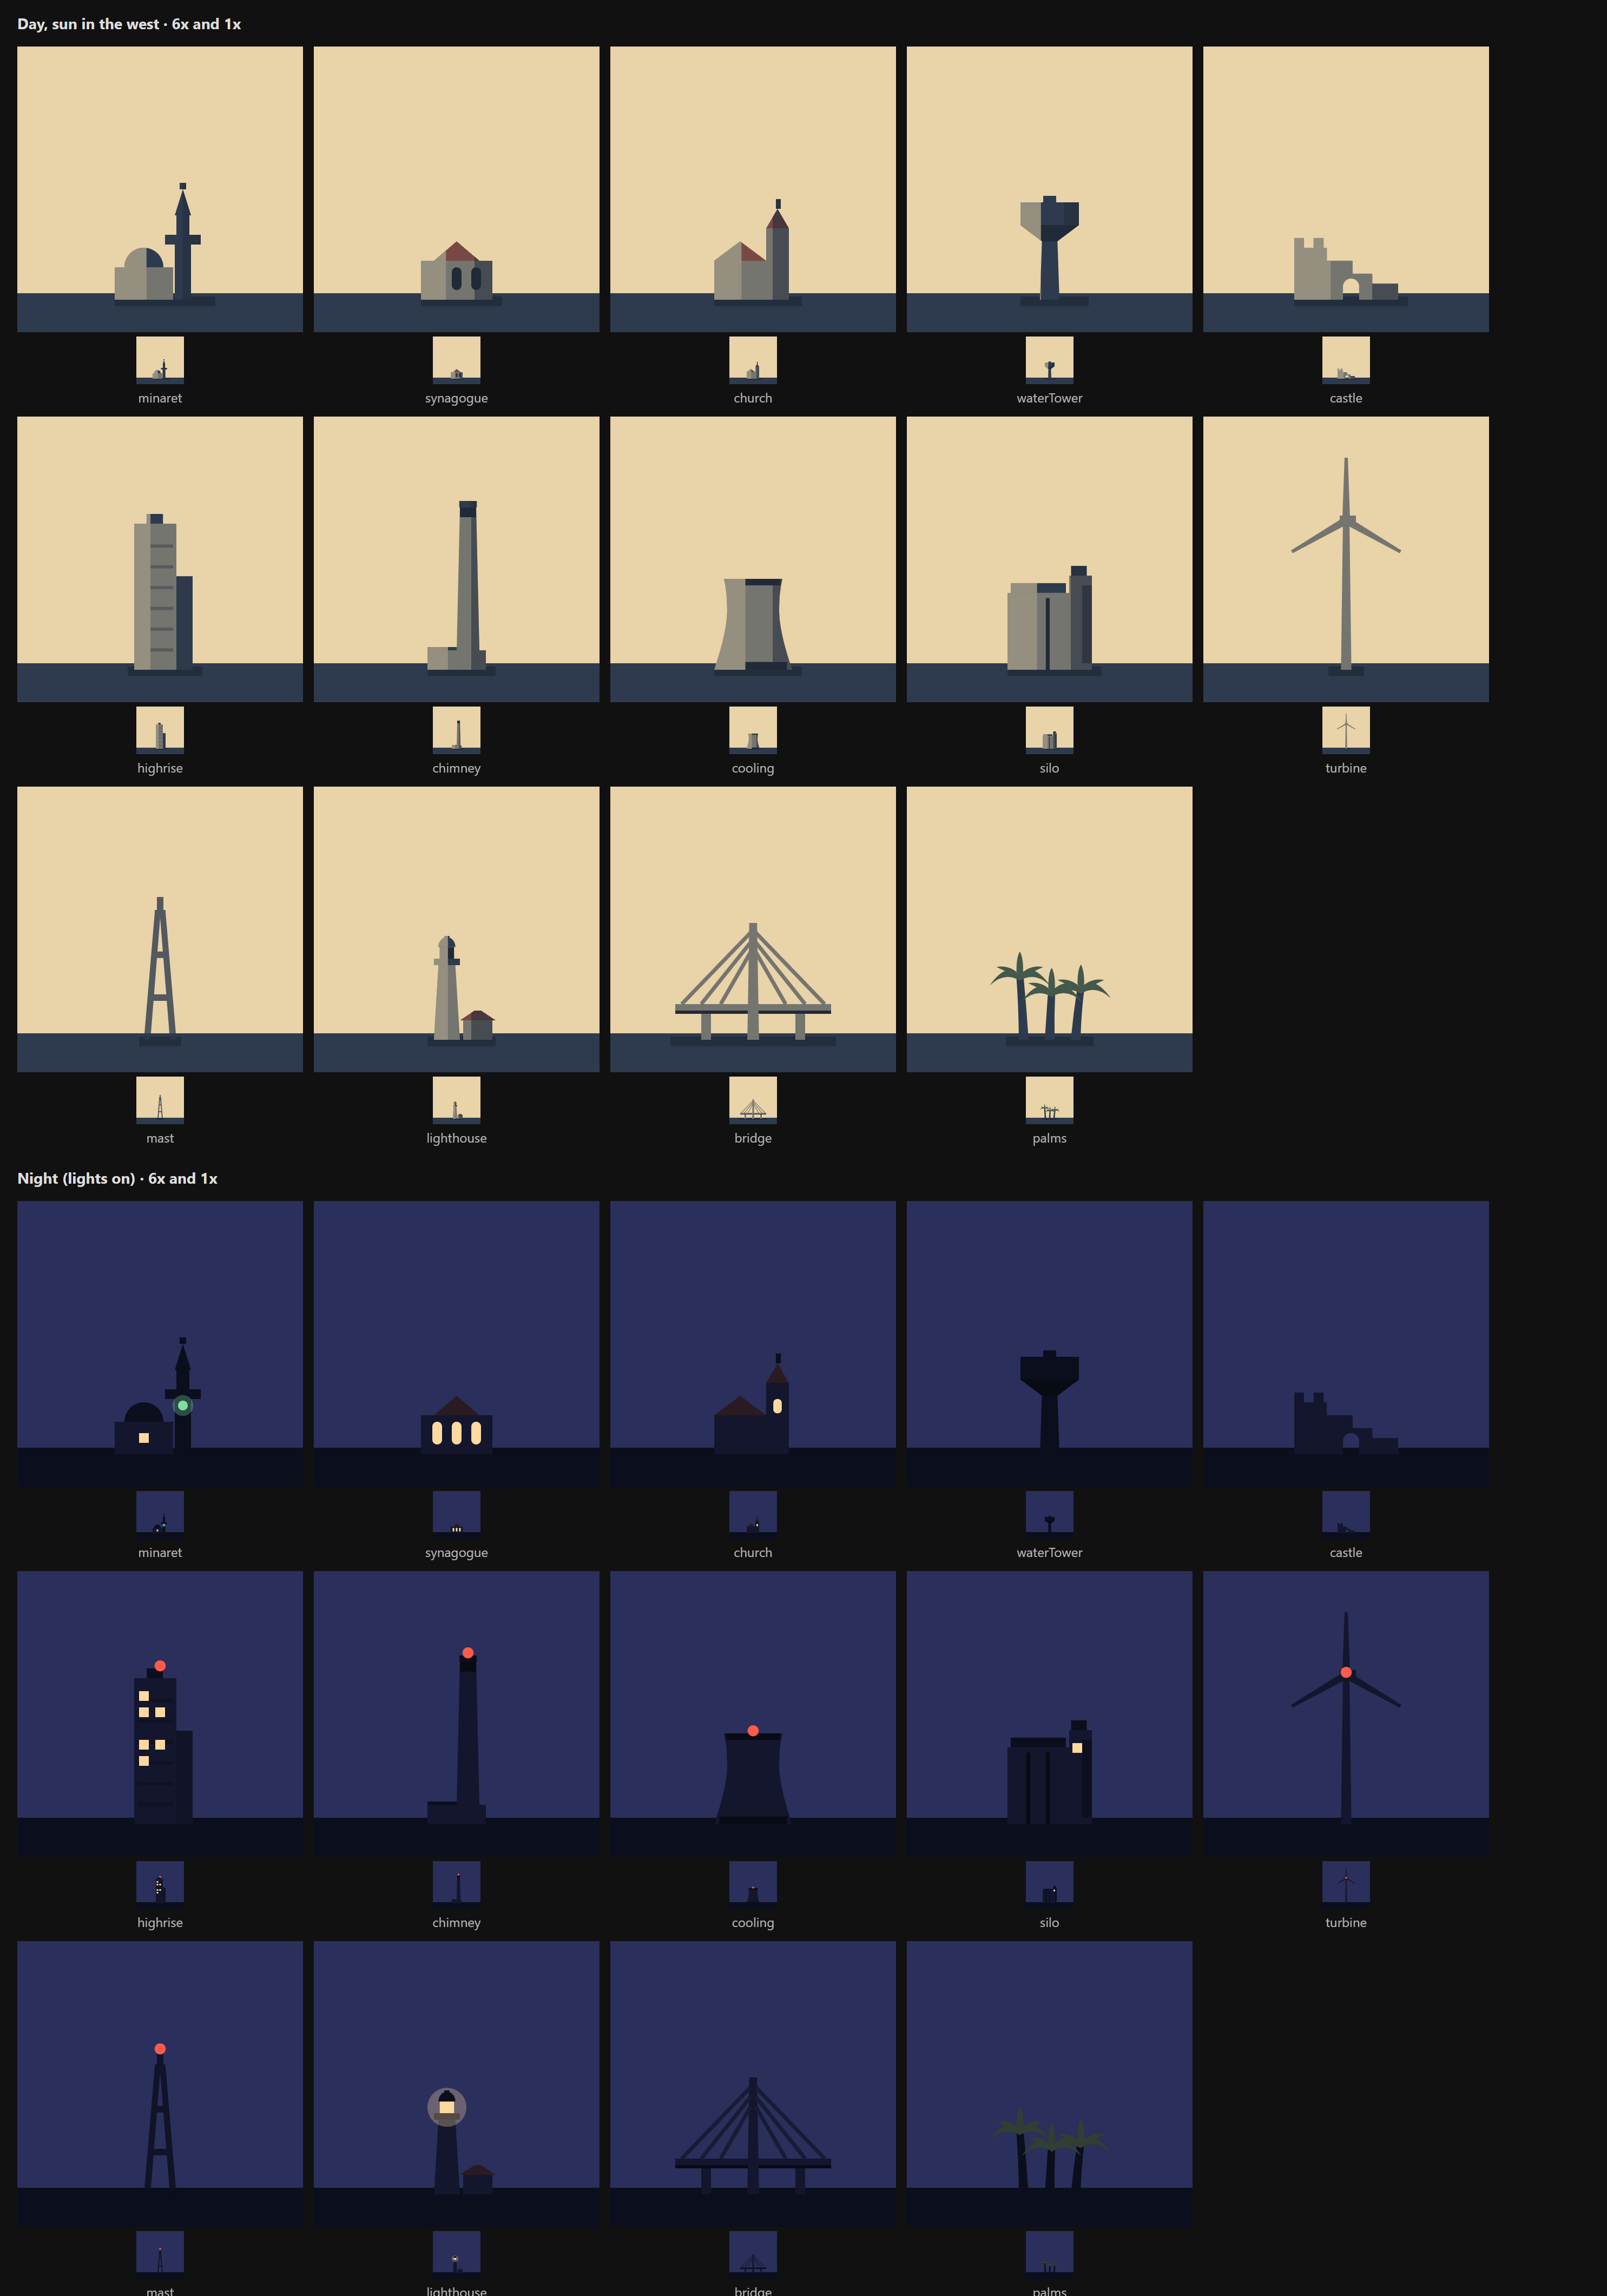 Day, sun in the west · 6x and 1x
minaret
synagogue
church
waterTower
castle
highrise
chimney
cooling
silo
turbine
mast
lighthouse
bridge
palms
Night (lights on) · 6x and 1x
minaret
synagogue
church
waterTower
castle
highrise
chimney
cooling
silo
turbine
mast
lighthouse
bridge
palms